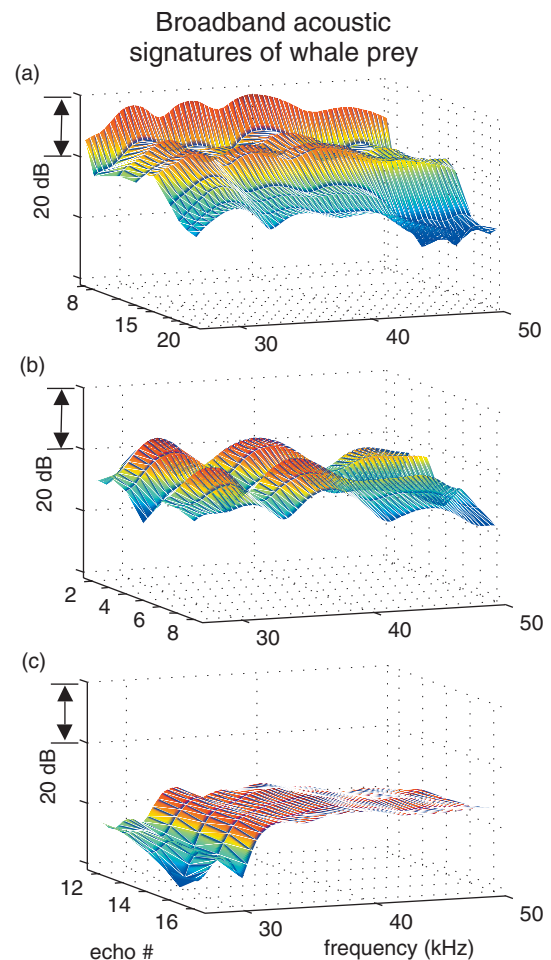 Broadband acoustic
signatures of whale prey
(a)
20 dB
8
15
20
30
40
50
(b)
20 dB
2
4
6
8
30
40
50
(c)
20 dB
12
14
16
30
40
50
echo #
frequency (kHz)